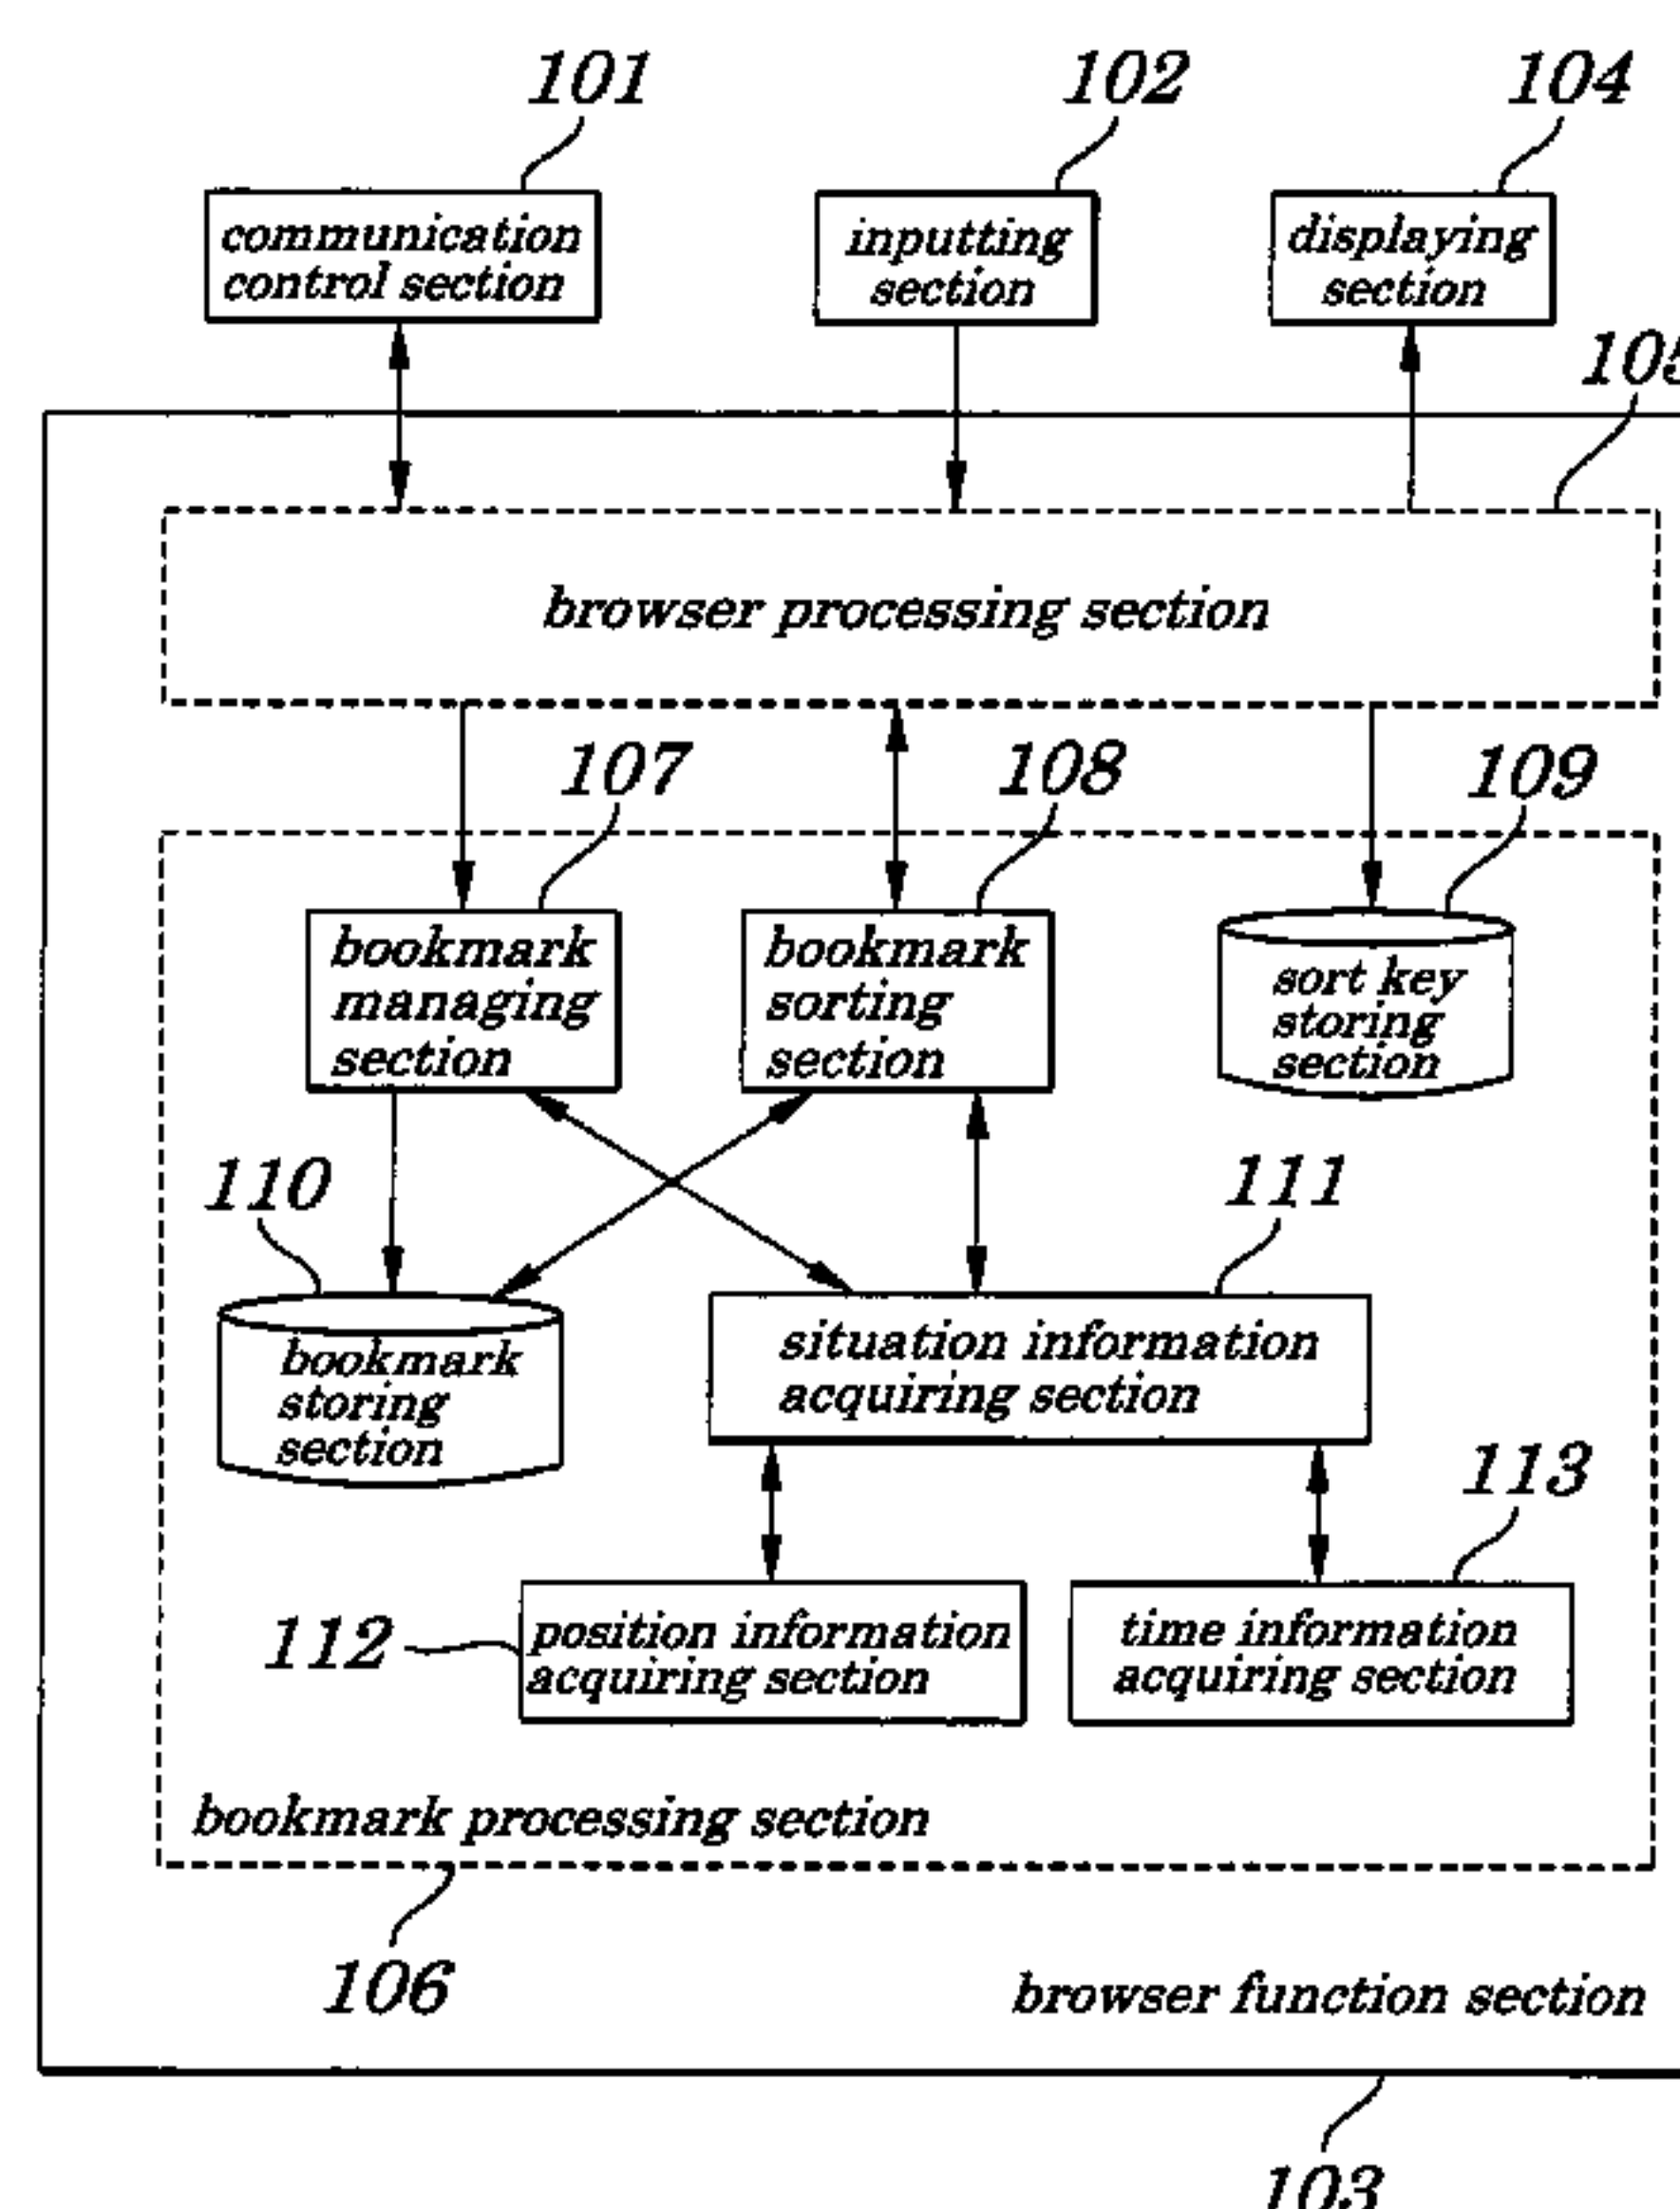 101
102
104
communication
control section
inputting
section
displaying
section
105
browser processing section
107
108
109
bookmark
managing
section
bookmark
sorting
section
sort key
storing
section
110
111
bookmark
storing
section
situation information
acquiring section
113
112
position information
acquiring section
time information
acquiring section
bookmark processing section
106
browser function section
103